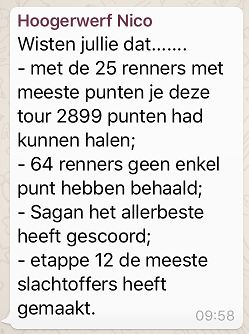 Hoogerwerf Nico
Wisten jullie dat.......
- met de 25 renners met
meeste punten je deze
tour 2899 punten had
kunnen halen;
- 64 renners geen enkel
punt hebben behaald;
- Sagan het allerbeste
heeft gescoord;
- etappe 12 de meeste
slachtoffers heeft
gemaakt.
09:58